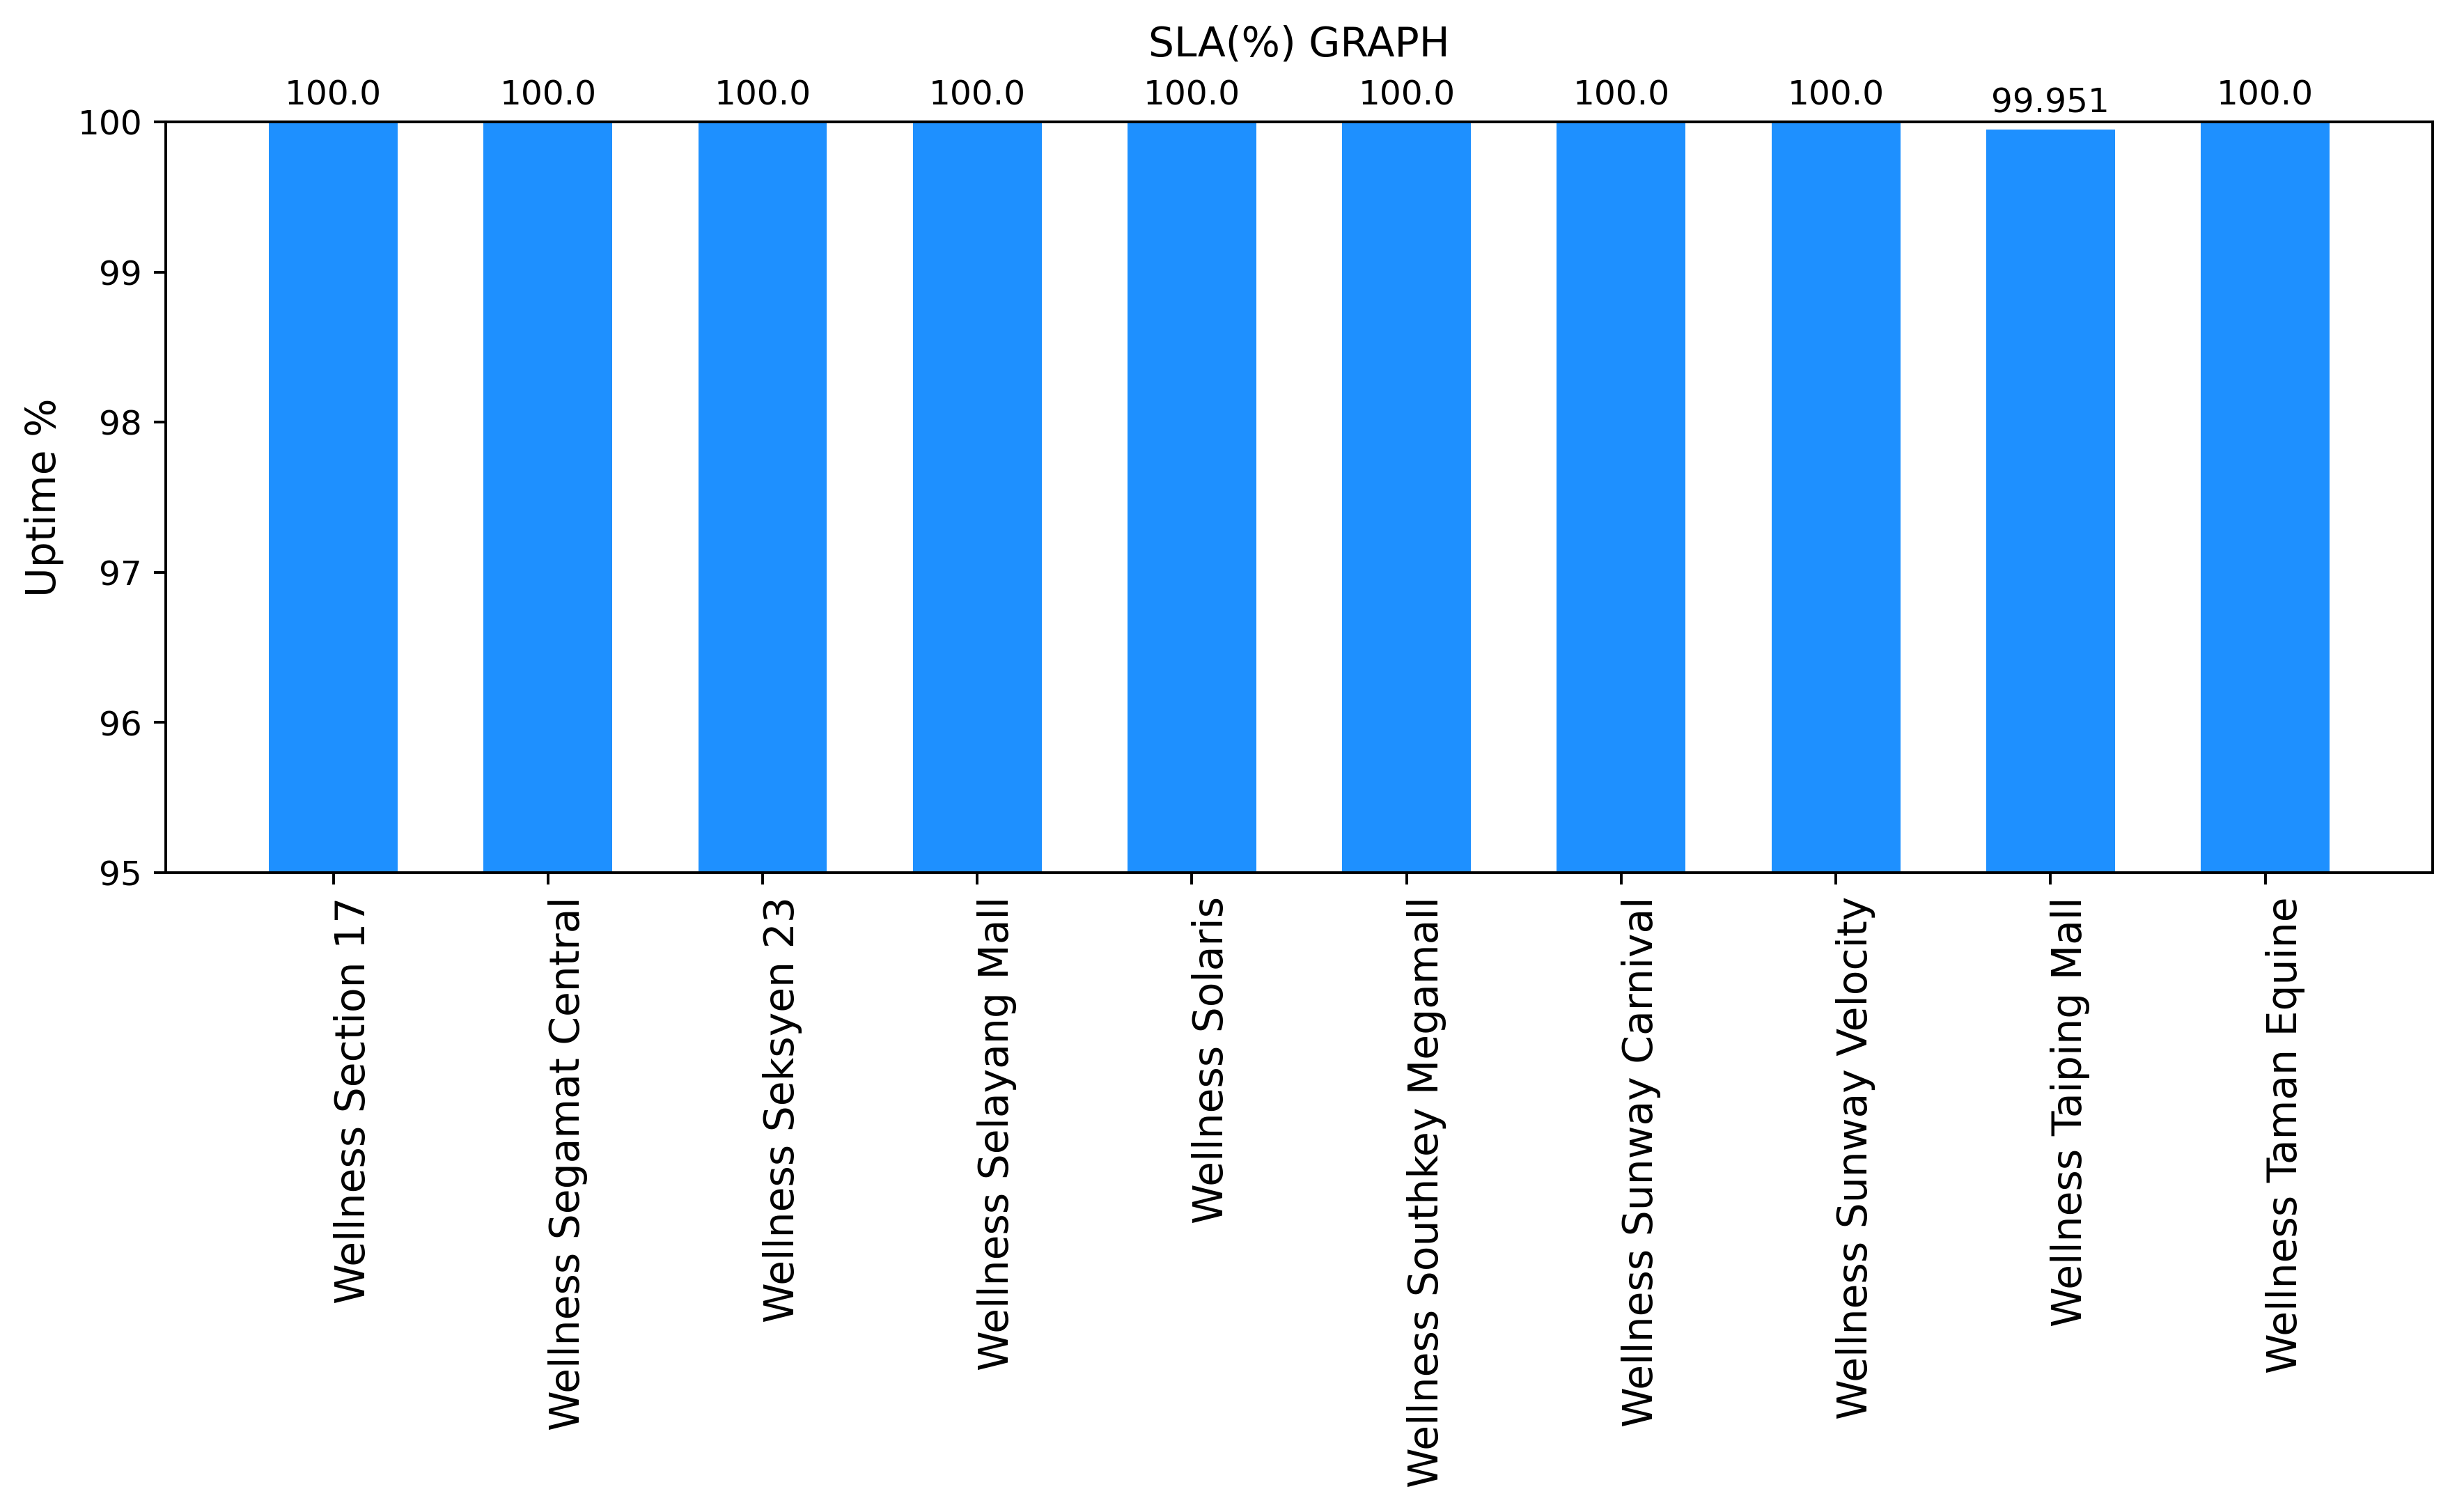 SLA(%) GRAPH
100.0 100.0 100.0 100.0 100.0 100.0 100.0 100.0 99.951 100.0
100
99
98
97
96
95
Uptime %
Wellness Section 17
Wellness Segamat Central
Wellness Seksyen 23
Wellness Selayang Mall
Wellness Solaris
Wellness Southkey Megamall
Wellness Sunway Carnival
Wellness Sunway Velocity
Wellness Taiping Mall
Wellness Taman Equine